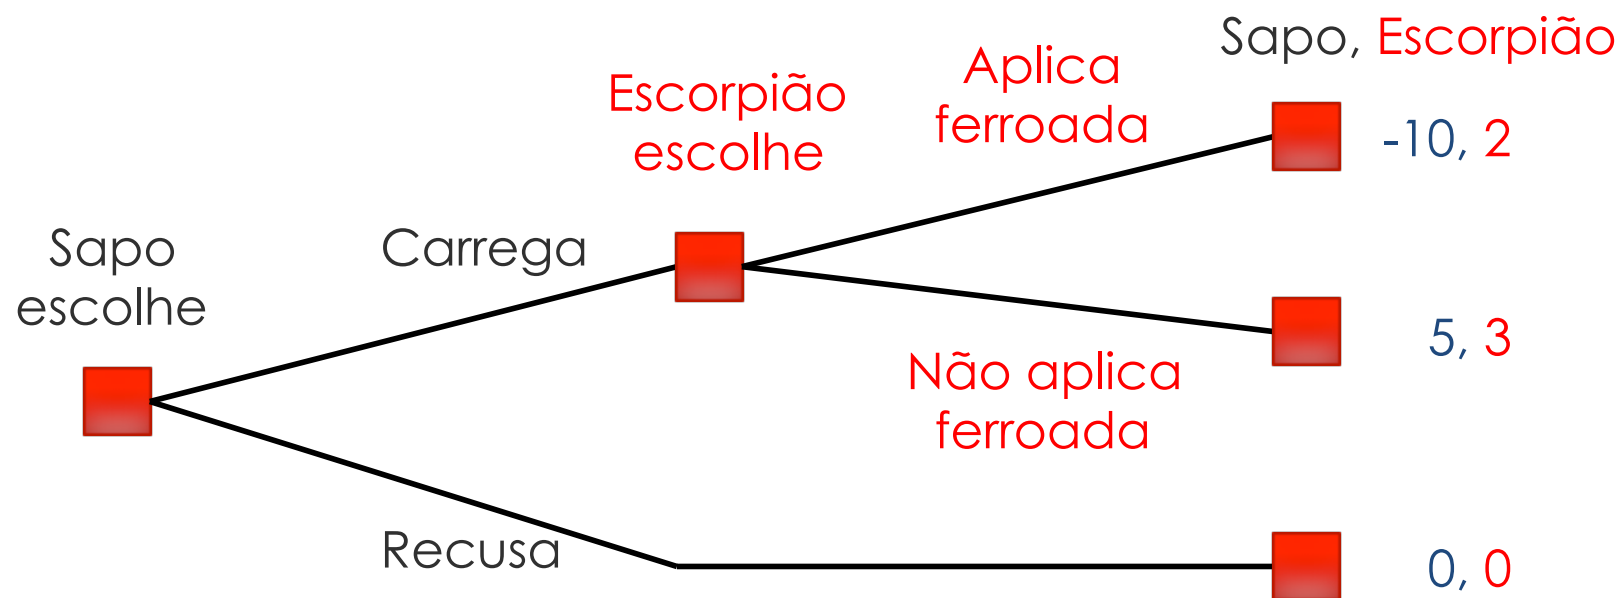 Sapo, Escorpião
Aplica
ferroada
Escorpião
escolhe
-10, 2
Sapo
escolhe
Carrega
5, 3
Não aplica
ferroada
Recusa
0, 0